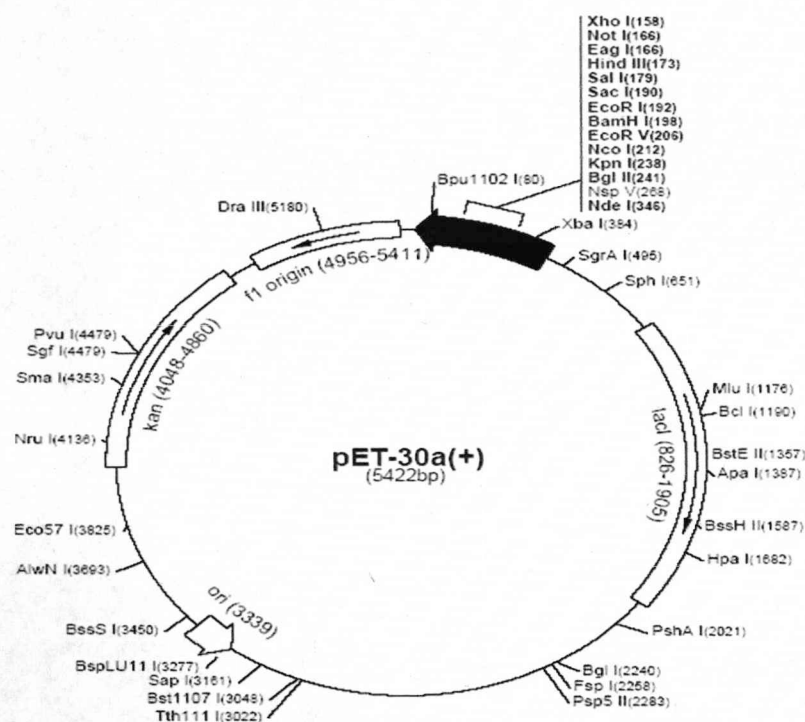 Xho I(158)
Not I(166)
Eag I(166)
Hind III(173)
Sal I(179)
Sac I(190)
EcoR I(192)
BamH I(198)
EcoR V(206)
Nco I(212)
Kpn I(238)
Bgl II(241)
Nsp V(268)
Nde I(346)
Bpu1102 I(80)
Xba I(384)
SgrA I(495)
Sph I(651)
Dra III(5180)
f1 origin (4956-5411)
Pvu I(4479)
Sgf I(4479)
Sma I(4353)
kan (4048-4860)
Nru I(4136)
Mlu I(1176)
Bcl I(1190)
BstE II(1357)
Apa I(1387)
lacI (826-1905)
BssH II(1587)
Hpa I(1682)
pET-30a(+)
(5422bp)
Eco57 I(3825)
AlwN I(3693)
ori (3339)
BssS I(3450)
PshA I(2021)
BspLU11 I(3277)
Sap I(3161)
Bst1107 I(3048)
Tth111 I(3022)
Bgl I(2240)
Fsp I(2258)
Psp5 II(2283)